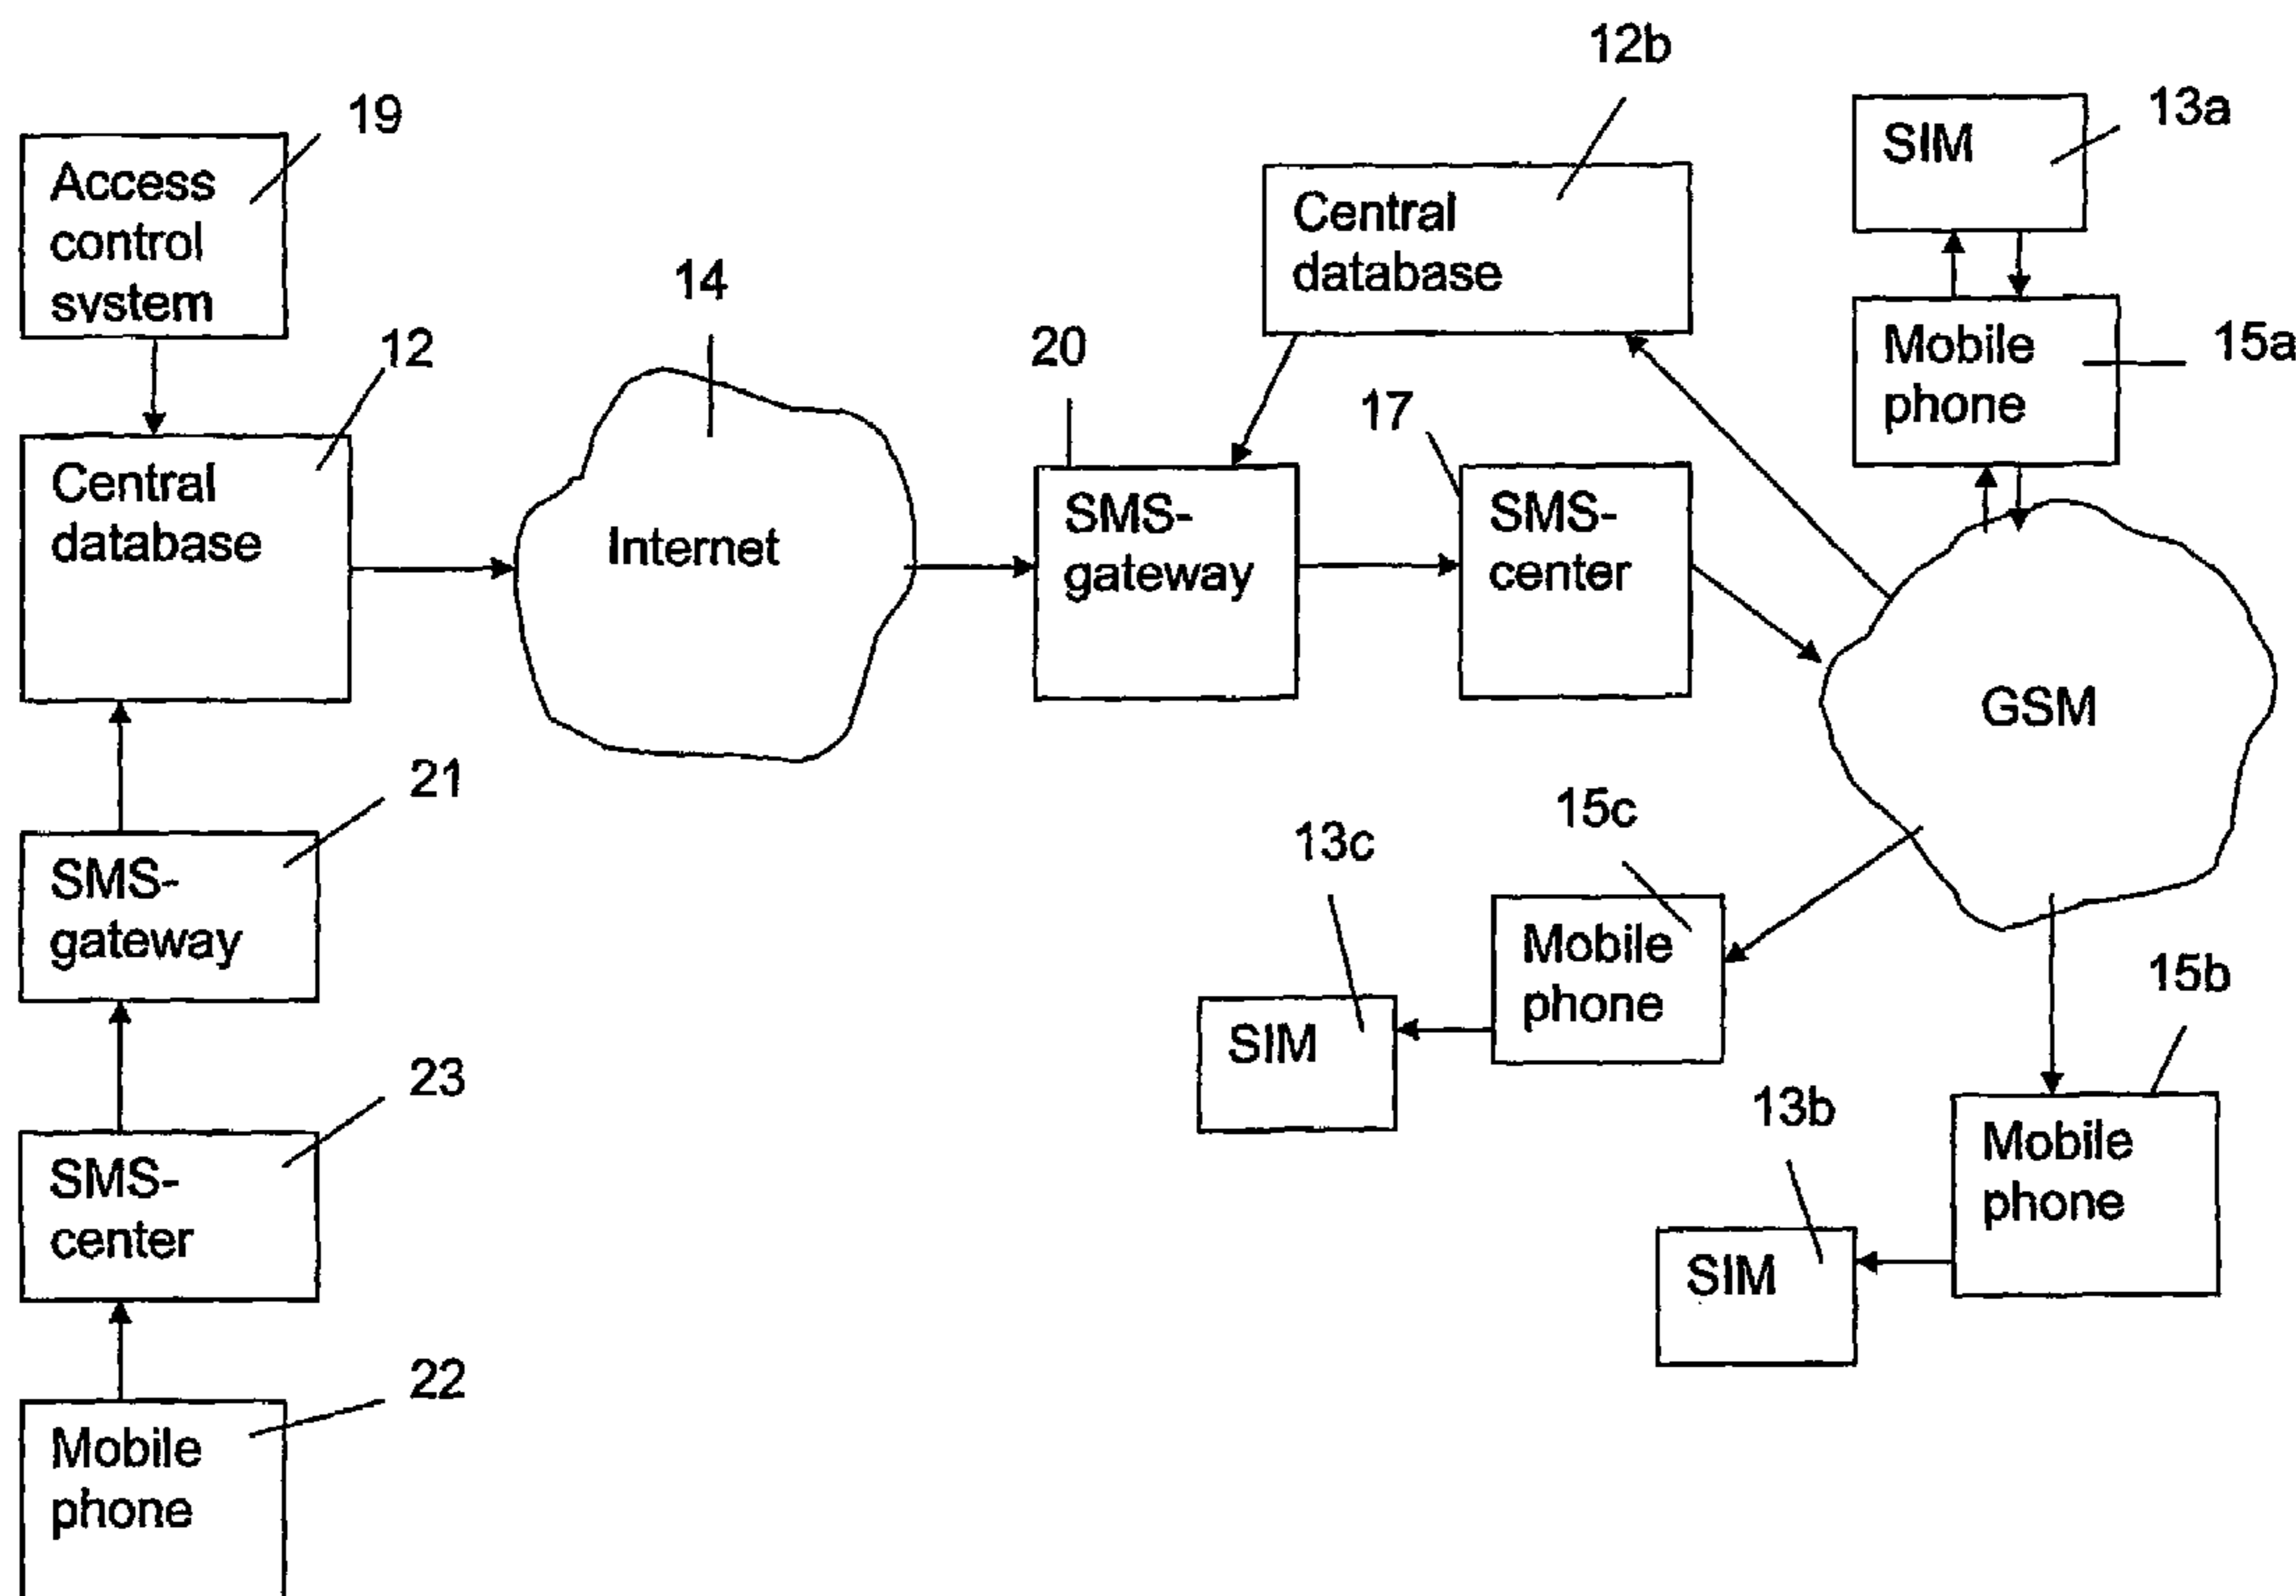 12b
19
13a
SIM
Access
control
system
Central
database
14
12
20
17
Mobile
phone
15a
Central
database
Internet
SMS-
gateway
SMS-
center
GSM
21
SMS-
gateway
15c
13c
Mobile
phone
15b
SIM
23
SMS-
center
13b
Mobile
phone
SIM
22
Mobile
phone